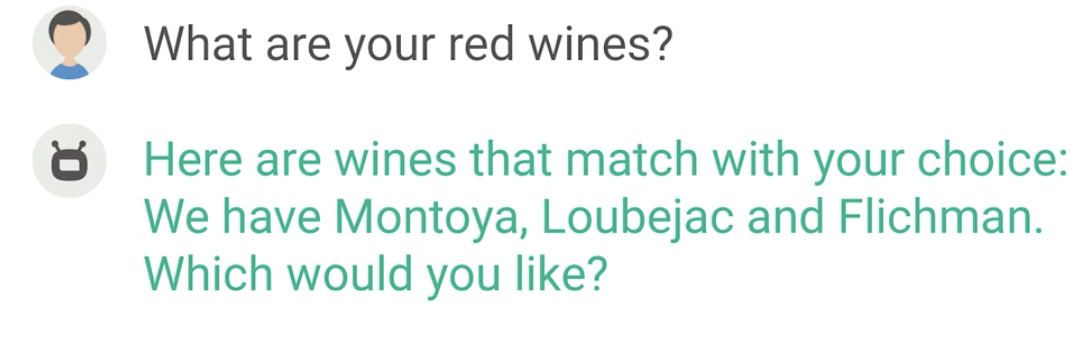 What are your red wines?
Here are wines that match with your choice:
We have Montoya, Loubejac and Flichman.
Which would you like?